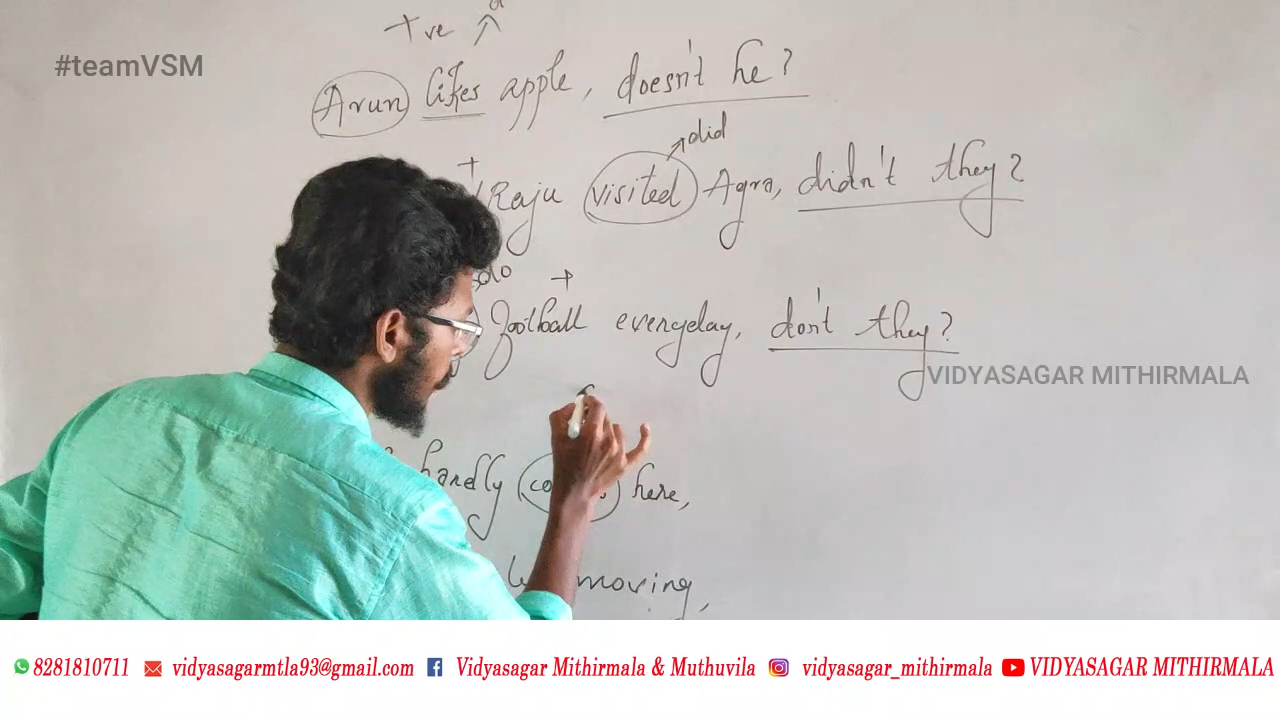 +ve
#teamVSM
Arun likes apple, doesn't he?
did
+
Raju visited Agra, didn't they?
do +
football everyday, don't they?
VIDYASAGAR MITHIRMALA
hardly here,
moving,
8281810711 vidyasagarmtla93@gmail.com Vidyasagar Mithirmala & Muthuvila vidyasagar_mithirmala VIDYASAGAR MITHIRMALA